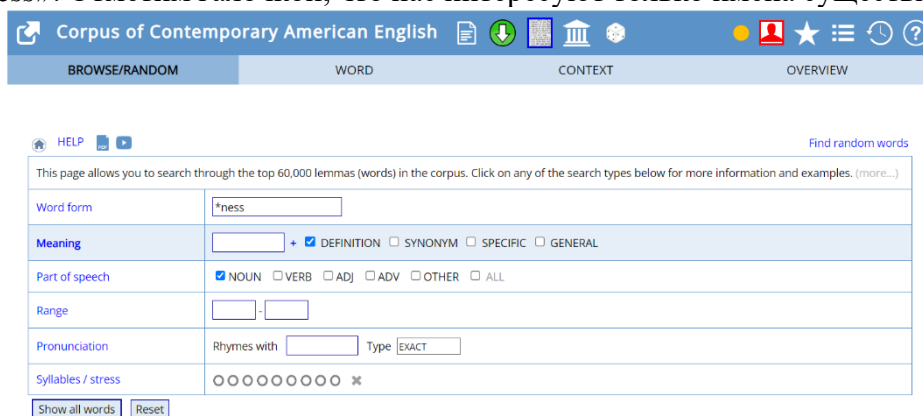 Corpus of Contemporary American English
BROWSE/RANDOM WORD CONTEXT OVERVIEW
HELP PDF Find random words
This page allows you to search through the top 60,000 lemmas (words) in the corpus. Click on any of the search types below for more information and examples. (more...)
Word form *ness
Meaning + DEFINITION SYNONYM SPECIFIC GENERAL
Part of speech NOUN VERB ADJ ADV OTHER ALL
Range -
Pronunciation Rhymes with Type EXACT
Syllables / stress
Show all words Reset